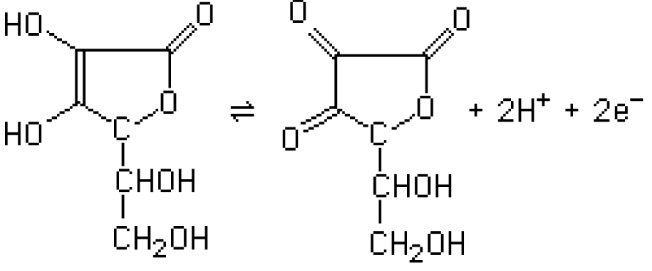 HO O O O
HO O C ⇌ O C O + 2H⁺ + 2e⁻
CHOH CHOH
CH₂OH CH₂OH